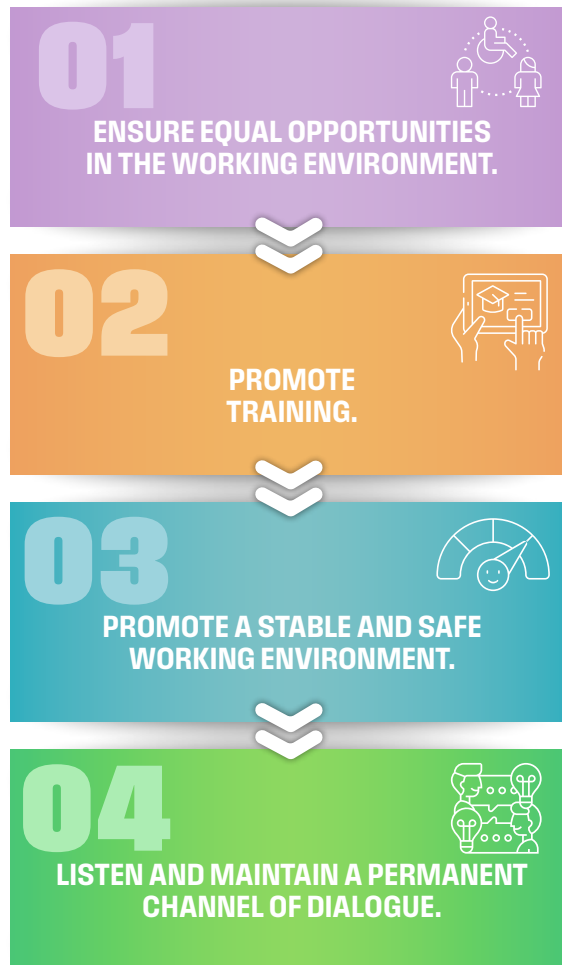 01
ENSURE EQUAL OPPORTUNITIES
IN THE WORKING ENVIRONMENT.
02
PROMOTE
TRAINING.
03
PROMOTE A STABLE AND SAFE
WORKING ENVIRONMENT.
04
LISTEN AND MAINTAIN A PERMANENT
CHANNEL OF DIALOGUE.